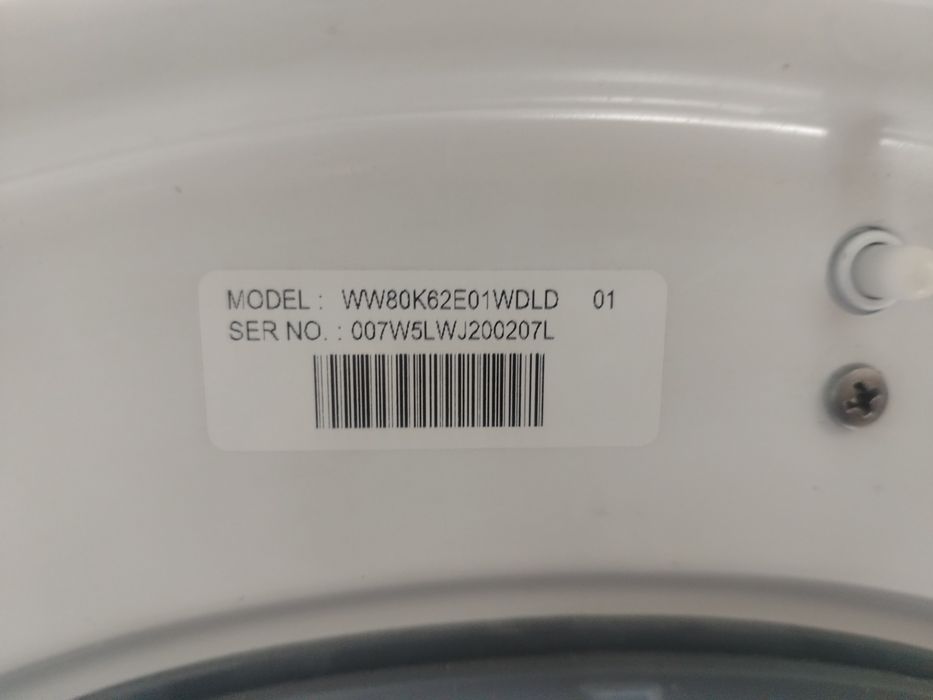 MODEL : WW80K62E01WDLD 01
SER NO. : 007W5LWJ200207L